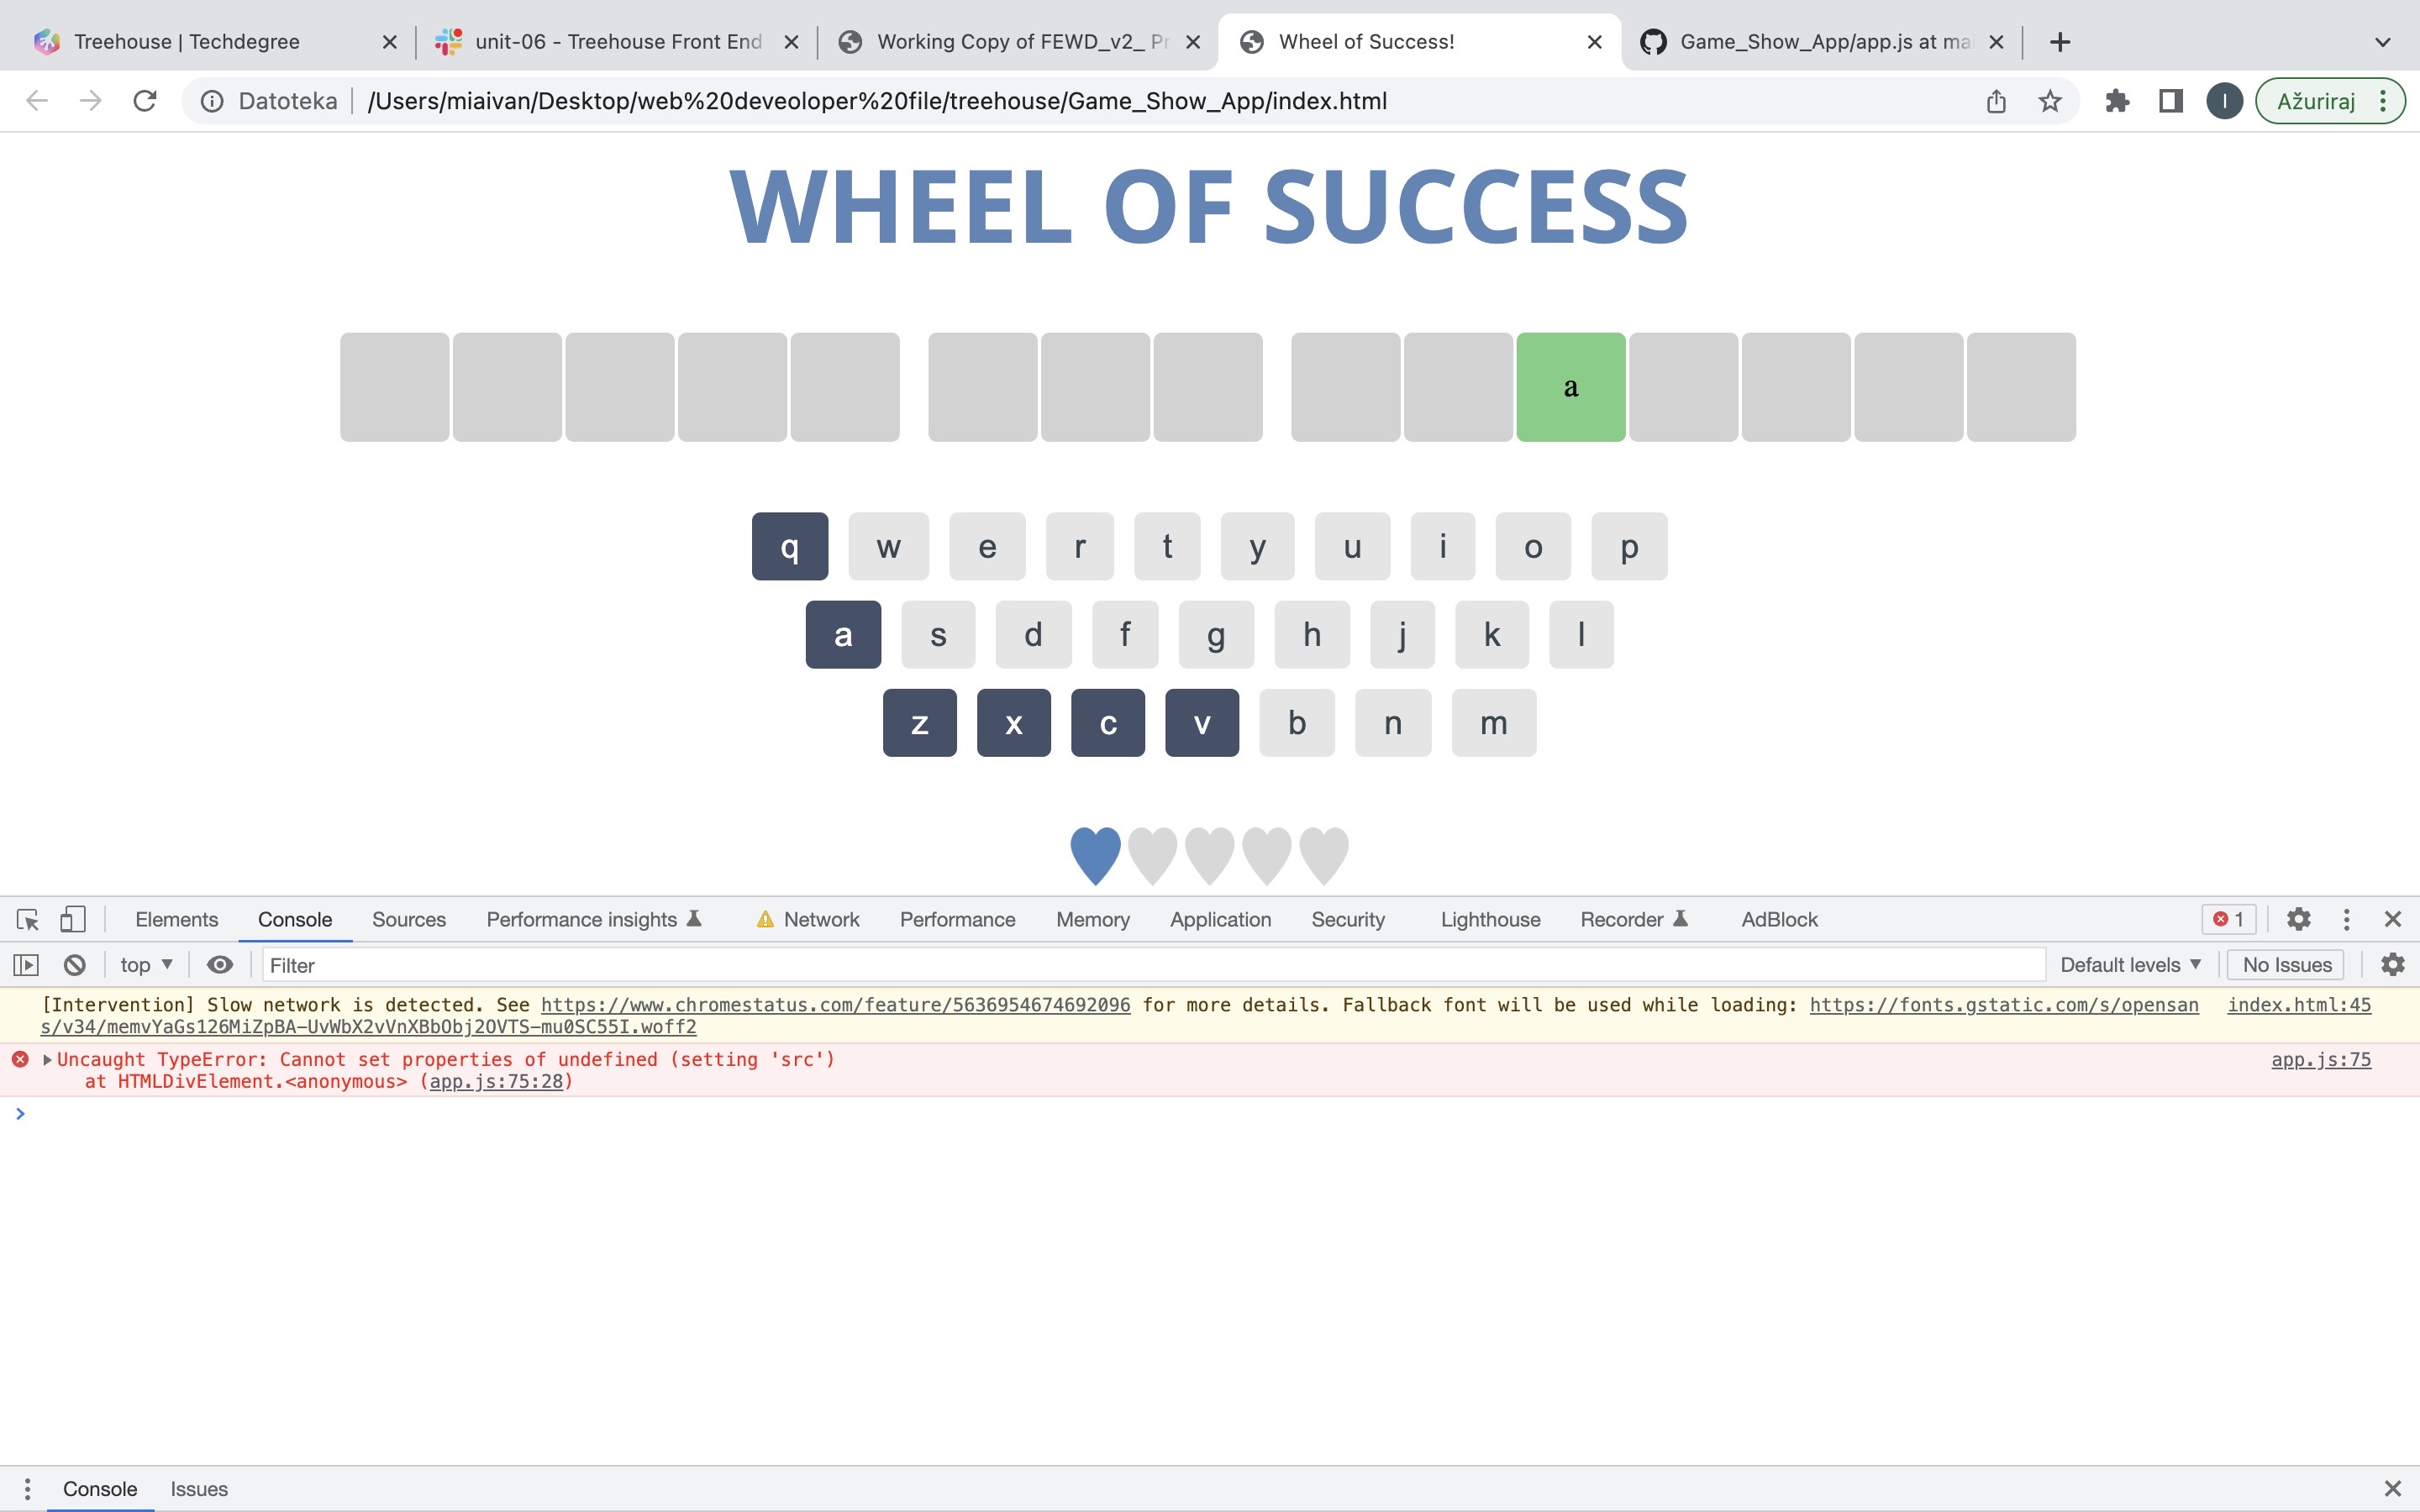 Treehouse | Techdegree
unit-06 - Treehouse Front End
Working Copy of FEWD_v2_ Pr
Wheel of Success!
Game_Show_App/app.js at mai
Datoteka
/Users/miaivan/Desktop/web%20deveoloper%20file/treehouse/Game_Show_App/index.html
I
Ažuriraj
WHEEL OF SUCCESS
a
q w e r t y u i o p
a s d f g h j k l
z x c v b n m
Elements Console Sources Performance insights Network Performance Memory Application Security Lighthouse Recorder AdBlock 1
top Filter Default levels No Issues
[Intervention] Slow network is detected. See https://www.chromestatus.com/feature/5636954674692096 for more details. Fallback font will be used while loading: https://fonts.gstatic.com/s/opensan index.html:45
s/v34/memvYaGs126MiZpBA-UvWbX2vVnXBbObj2OVTS-mu0SC55I.woff2
Uncaught TypeError: Cannot set properties of undefined (setting 'src') app.js:75
at HTMLDivElement.<anonymous> (app.js:75:28)
Console Issues